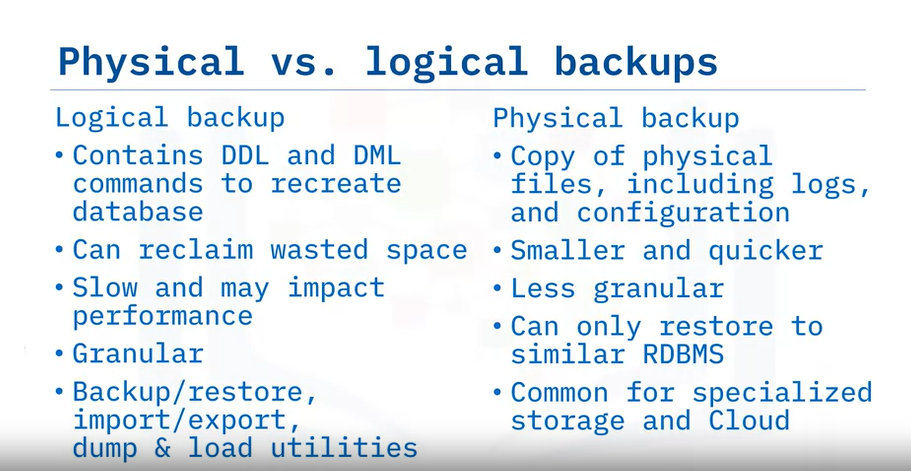 Physical vs. logical backups
Logical backup
• Contains DDL and DML
commands to recreate
database
• Can reclaim wasted space
• Slow and may impact
performance
• Granular
• Backup/restore,
import/export,
dump & load utilities
Physical backup
• Copy of physical
files, including logs,
and configuration
• Smaller and quicker
• Less granular
• Can only restore to
similar RDBMS
• Common for specialized
storage and Cloud